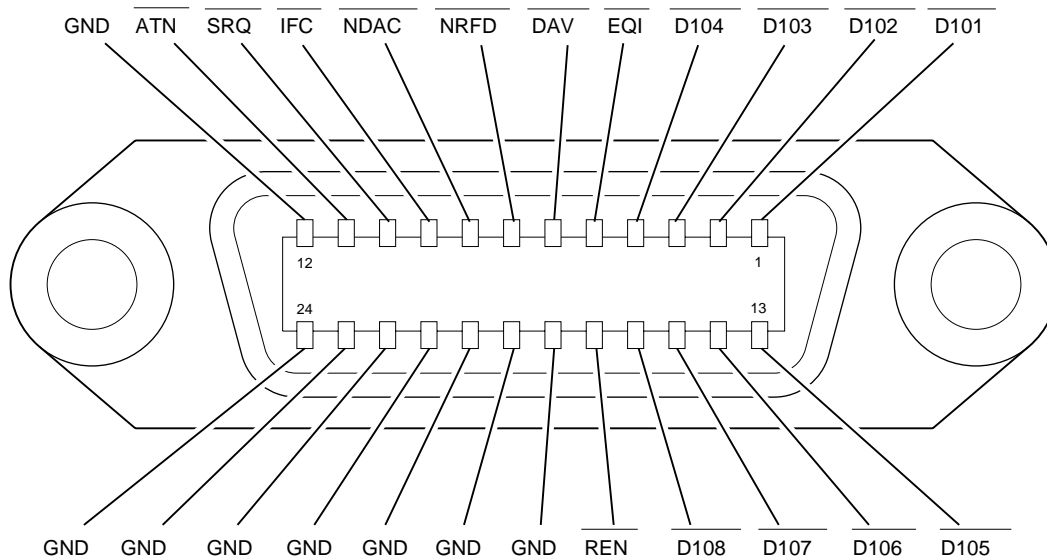 GND ATN SRQ IFC NDAC NRFD DAV EQI D104 D103 D102 D101
12 1
24 13
GND GND GND GND GND GND GND REN D108 D107 D106 D105